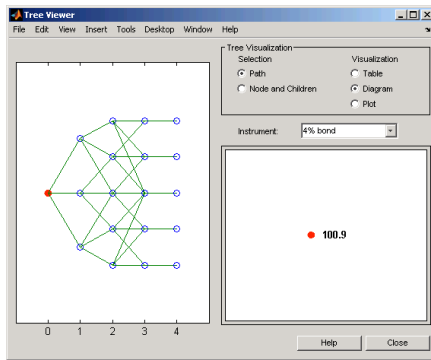 Tree Viewer
File Edit View Insert Tools Desktop Window Help
Tree Visualization
Selection Visualization
Path Table
Node and Children Diagram
Plot
Instrument: 4% bond
100.9
0 1 2 3 4
Help Close